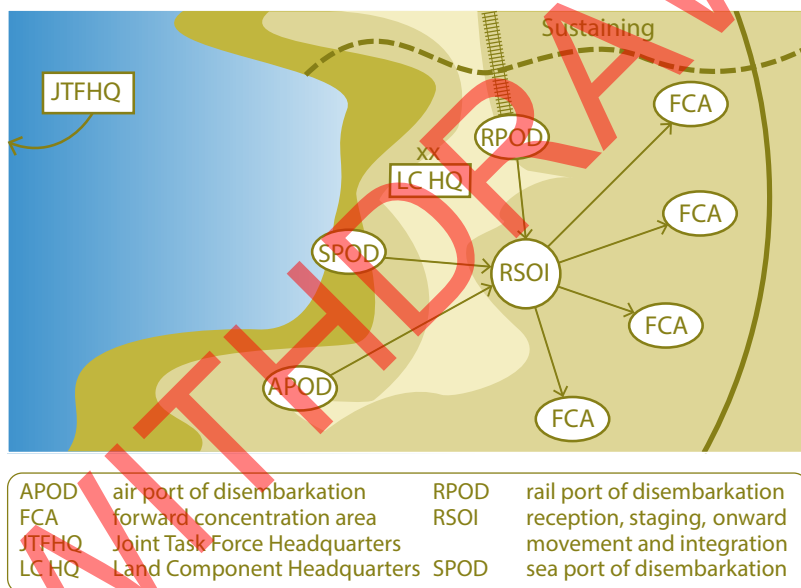 Sustaining
JTFHQ
FCA
RPOD
xx
LC HQ
FCA
SPOD
RSOI
FCA
APOD
FCA
WITHDRAW
APOD air port of disembarkation
FCA forward concentration area
JTFHQ Joint Task Force Headquarters
LC HQ Land Component Headquarters
RPOD rail port of disembarkation
RSOI reception, staging, onward
movement and integration
SPOD sea port of disembarkation